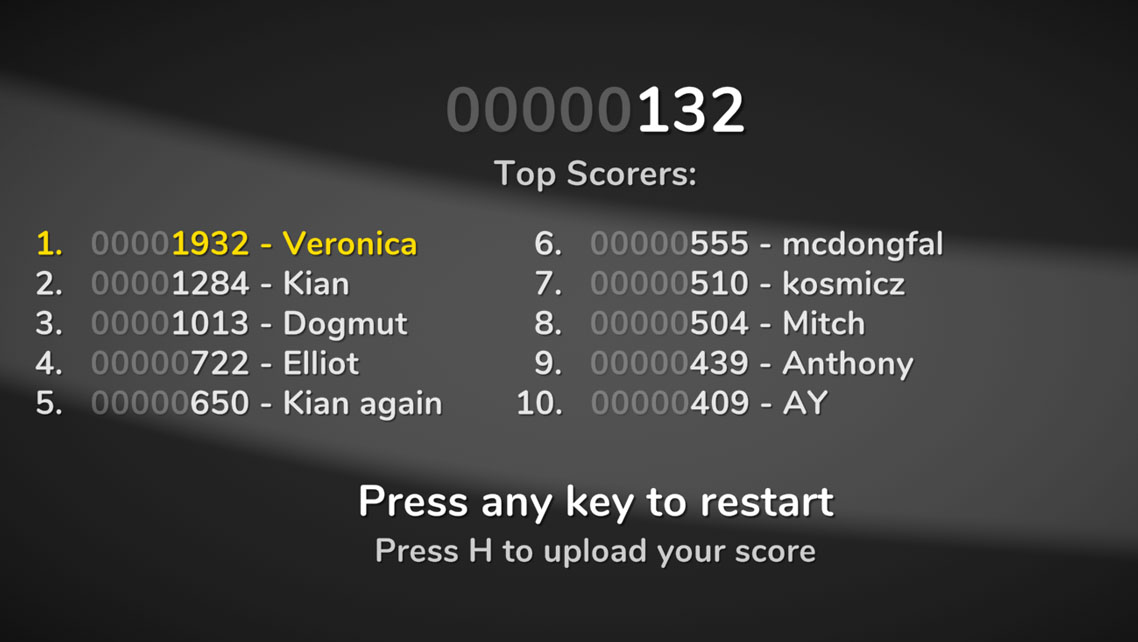 00000132
Top Scorers:
1. 00001932 - Veronica
2. 00001284 - Kian
3. 00001013 - Dogmut
4. 00000722 - Elliot
5. 00000650 - Kian again
6. 00000555 - mcdongfal
7. 00000510 - kosmicz
8. 00000504 - Mitch
9. 00000439 - Anthony
10. 00000409 - AY
Press any key to restart
Press H to upload your score